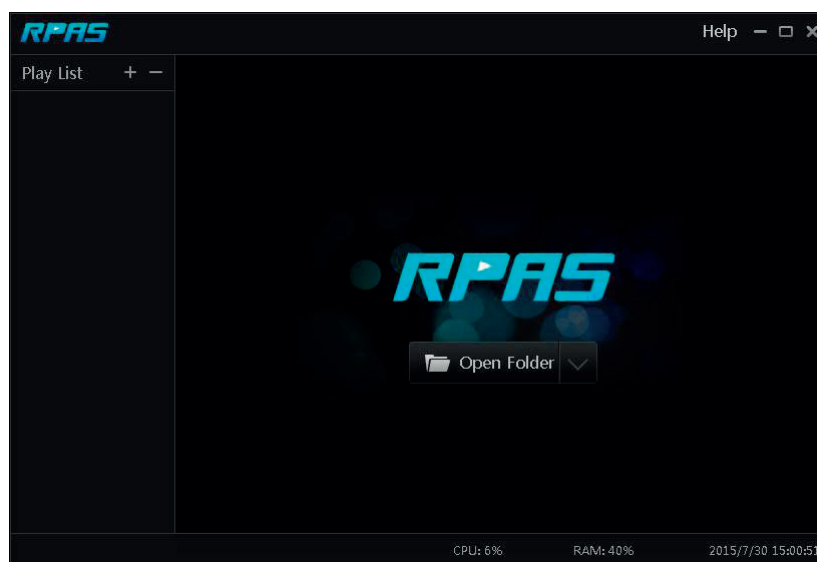 RPAS
Help
Play List + −
RPAS
Open Folder
CPU: 6% RAM: 40% 2015/7/30 15:00:51